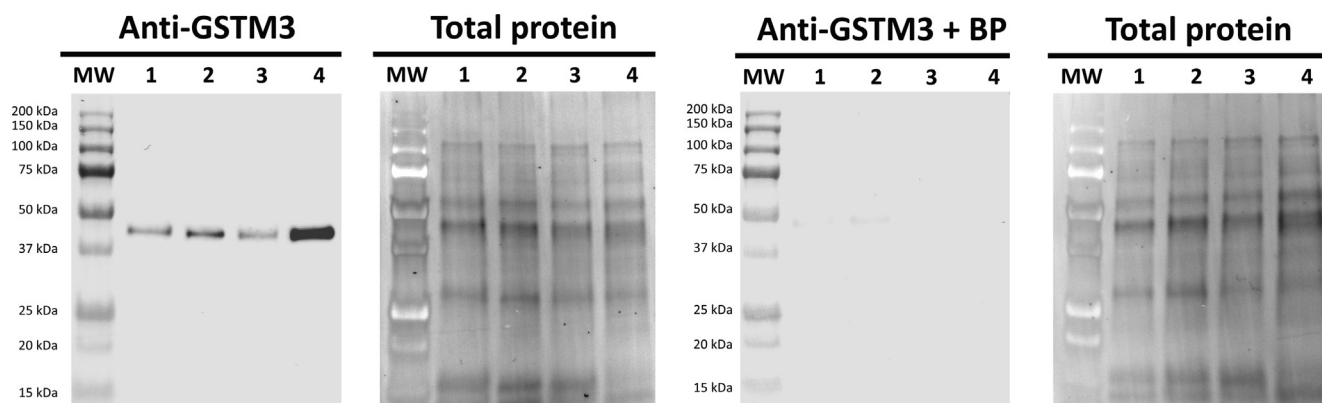 Anti-GSTM3 Total protein Anti-GSTM3 + BP Total protein
MW 1 2 3 4 1 2 3 4 MW 1 2 3 4 MW 1 2 3 4
200 kDa 200 kDa
150 kDa 150 kDa
100 kDa 100 kDa
75 kDa 75 kDa
50 kDa 50 kDa
37 kDa 37 kDa
25 kDa 25 kDa
20 kDa 20 kDa
15 kDa 15 kDa